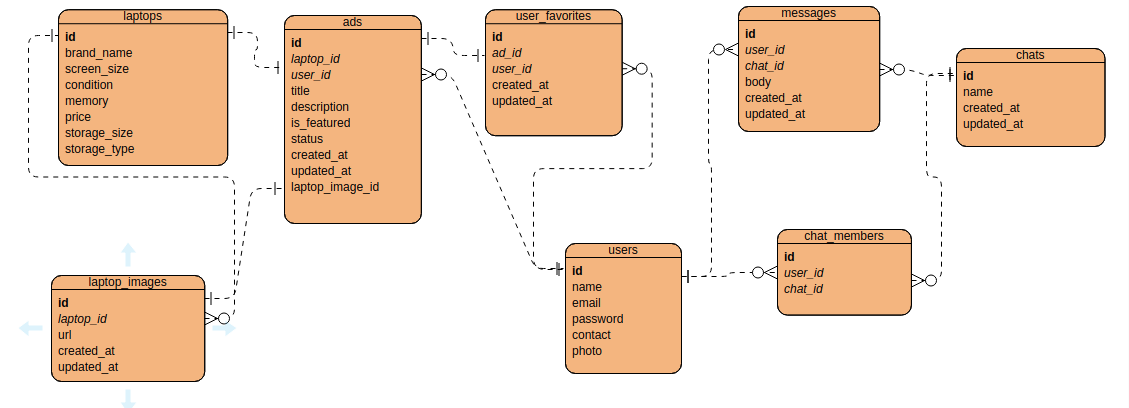 laptops
id
brand_name
screen_size
condition
memory
price
storage_size
storage_type
ads
id
laptop_id
user_id
title
description
is_featured
status
created_at
updated_at
laptop_image_id
user_favorites
id
ad_id
user_id
created_at
updated_at
messages
id
user_id
chat_id
body
created_at
updated_at
chats
id
name
created_at
updated_at
laptop_images
id
laptop_id
url
created_at
updated_at
users
id
name
email
password
contact
photo
chat_members
id
user_id
chat_id